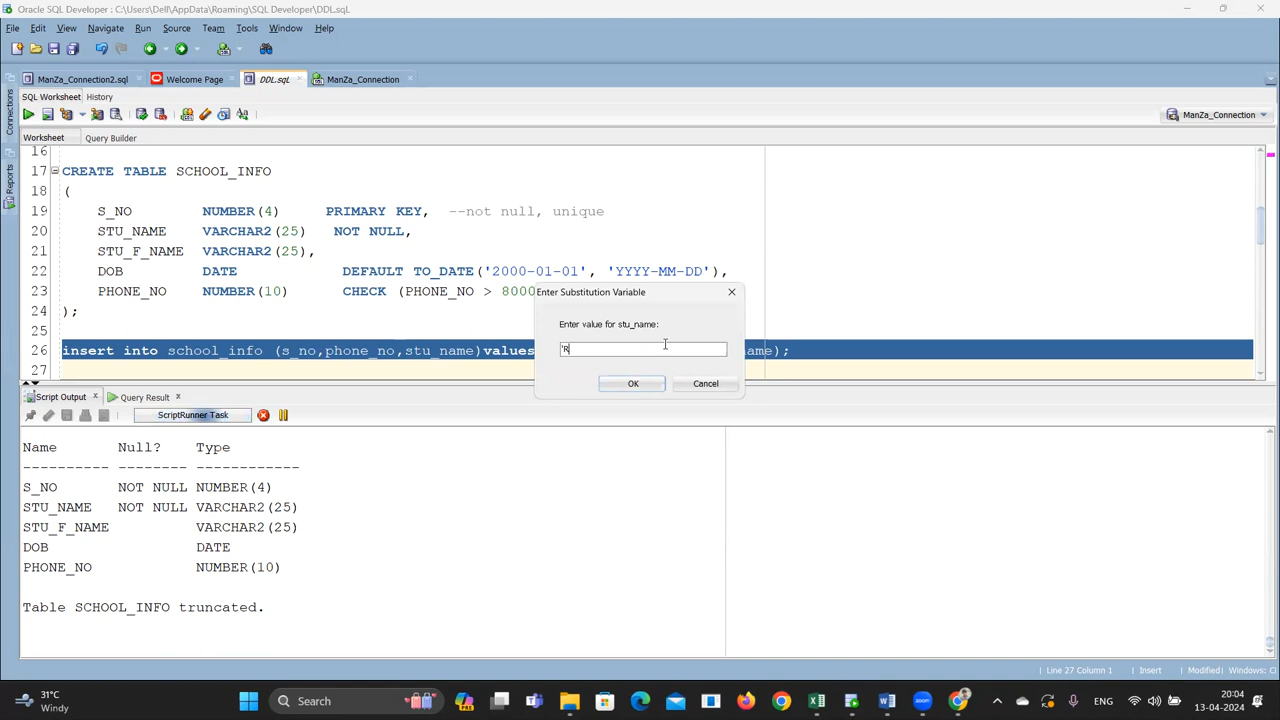 Oracle SQL Developer : C:\Users\Dell\AppData\Roaming\SQL Developer\DDL.sqL
File Edit View Navigate Run Source Team Tools Window Help
ManZa_Connection2.sql Welcome Page DDL.sql ManZa_Connection
SQL Worksheet History
ManZa_Connection
Worksheet Query Builder
Connections
Reports
16
17 CREATE TABLE SCHOOL_INFO
18 (
19 S_NO NUMBER(4) PRIMARY KEY, --not null, unique
20 STU_NAME VARCHAR2(25) NOT NULL,
21 STU_F_NAME VARCHAR2(25),
22 DOB DATE DEFAULT TO_DATE('2000-01-01', 'YYYY-MM-DD'),
23 PHONE_NO NUMBER(10) CHECK (PHONE_NO > 8000
24 );
25
26 insert into school_info (s_no,phone_no,stu_name)values name);
27
Enter Substitution Variable
Enter value for stu_name:
'R
OK Cancel
Script Output Query Result
ScriptRunner Task
Name Null? Type
---------- -------- ------------
S_NO NOT NULL NUMBER(4)
STU_NAME NOT NULL VARCHAR2(25)
STU_F_NAME VARCHAR2(25)
DOB DATE
PHONE_NO NUMBER(10)
Table SCHOOL_INFO truncated.
Line 27 Column 1 Insert Modified Windows: C
31°C
Windy
Search
ENG
20:04
13-04-2024